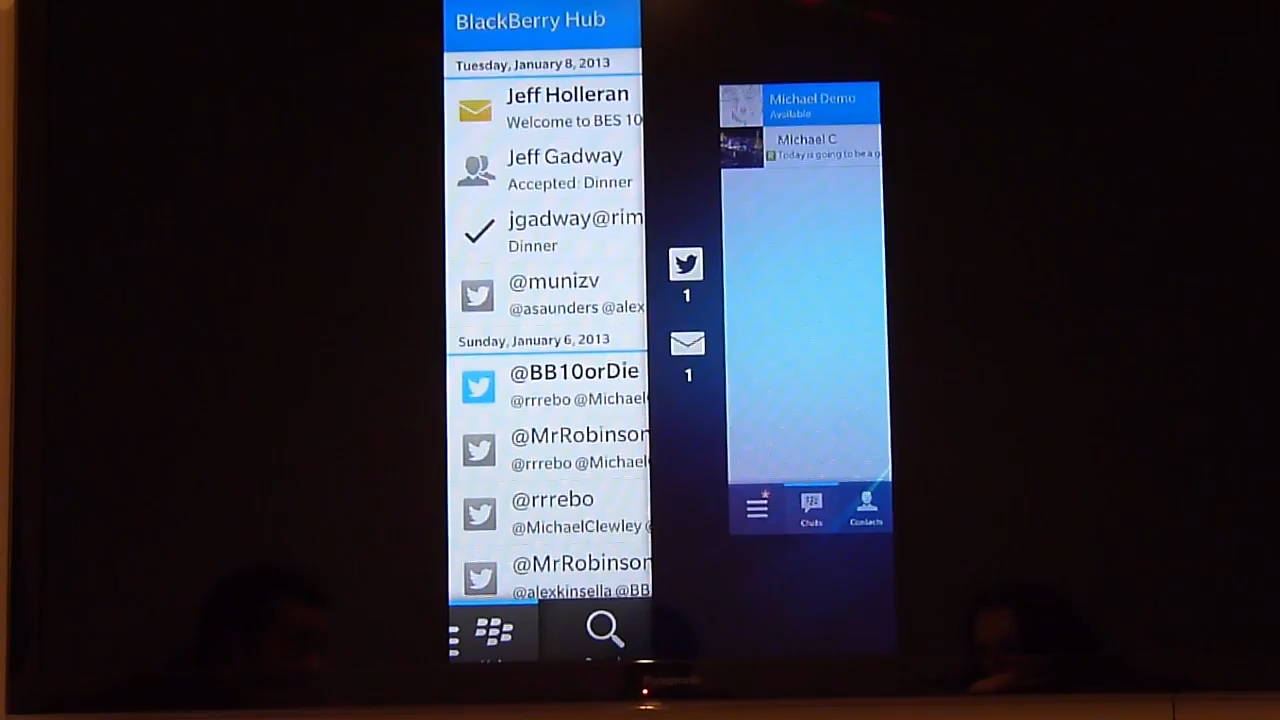 BlackBerry Hub
Tuesday, January 8, 2013
Jeff Holleran
Welcome to BES 10
Jeff Gadway
Accepted: Dinner
jgadway@rim
Dinner
@munizv
@asaunders @alex
Sunday, January 6, 2013
@BB10orDie
@rrrebo @Michael
@MrRobinson
@rrrebo @Michael
@rrrebo
@MichaelClewley @
@MrRobinson
@alexkinsella @BB
1
1
Michael Demo
Available
Michael C
Today is going to be a g
Chats
Contacts
Panasonic